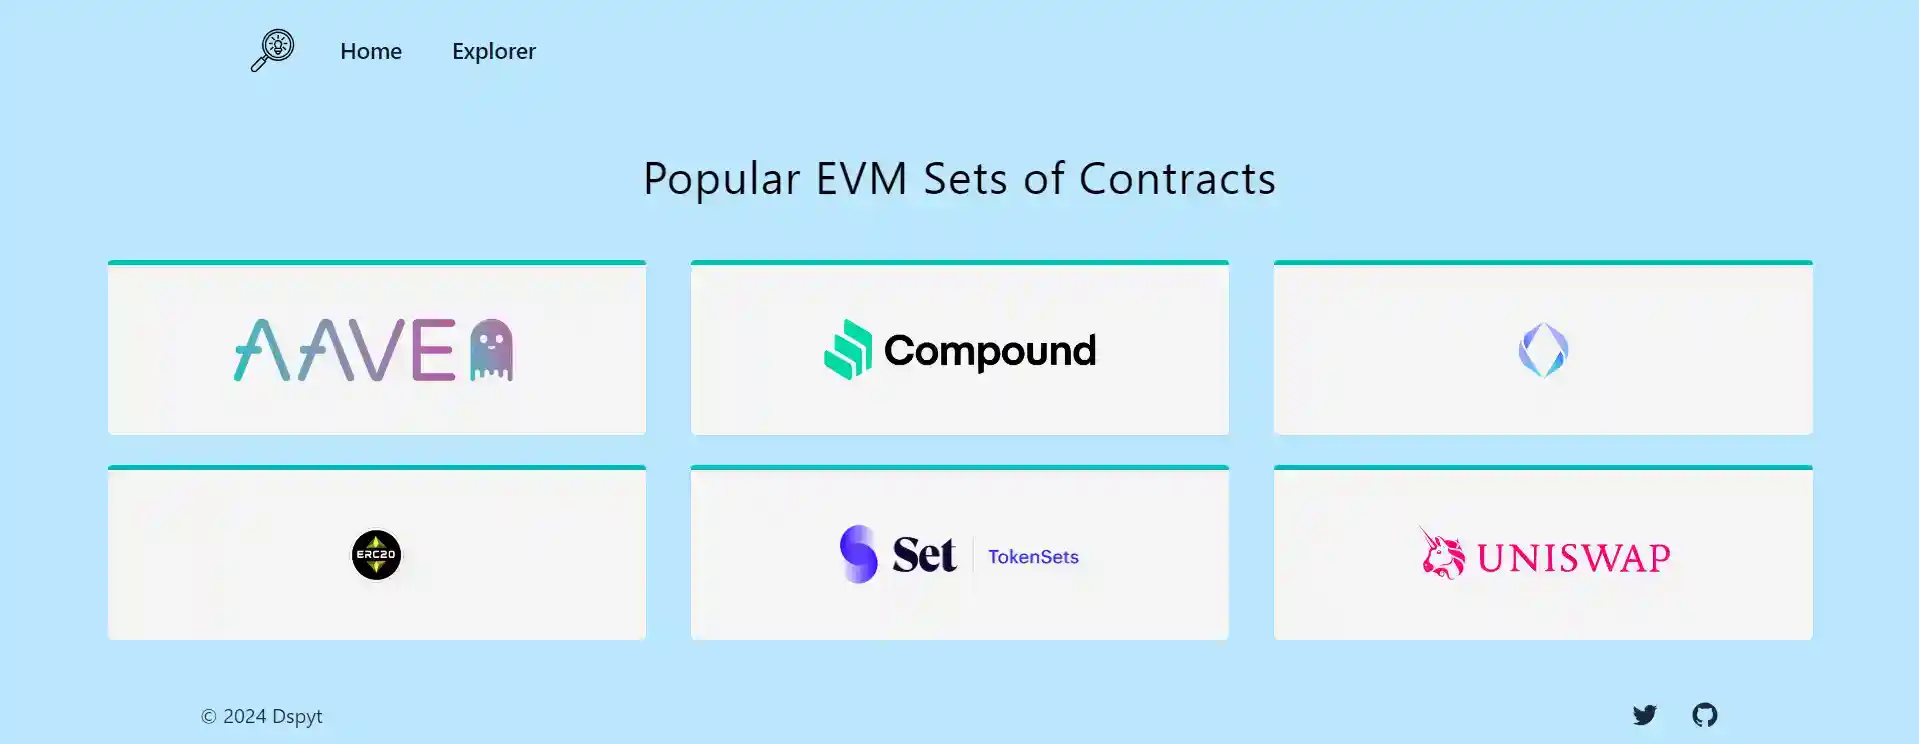 Home Explorer
Popular EVM Sets of Contracts
AAVE
Compound
ERC20
Set TokenSets
UNISWAP
© 2024 Dspyt